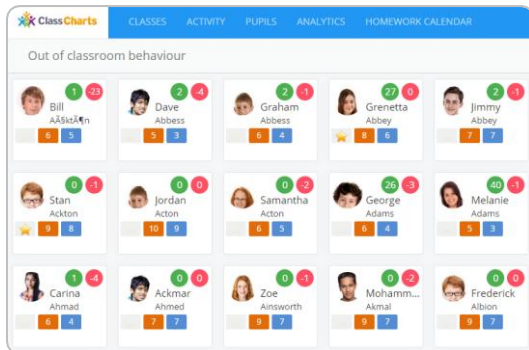 ClassCharts CLASSES ACTIVITY PUPILS ANALYTICS HOMEWORK CALENDAR
Out of classroom behaviour
1 -23 2 -4 2 -1 27 0 2 -1
Bill Dave Graham Grenetta Jimmy
AÃšktÃ¶n Abbess Abbess Abbey Abbey
6 5 5 3 6 4 8 6 7 7
0 -1 0 0 0 -2 26 -3 40 -1
Stan Jordan Samantha George Melanie
Ackton Acton Acton Adams Adams
9 8 10 9 6 5 6 4 5 3
1 -4 0 0 0 -1 0 -2 0 0
Carina Ackmar Zoe Mohamm... Frederick
Ahmad Ahmed Ainsworth Akmal Albion
6 4 7 7 9 7 9 7 9 7